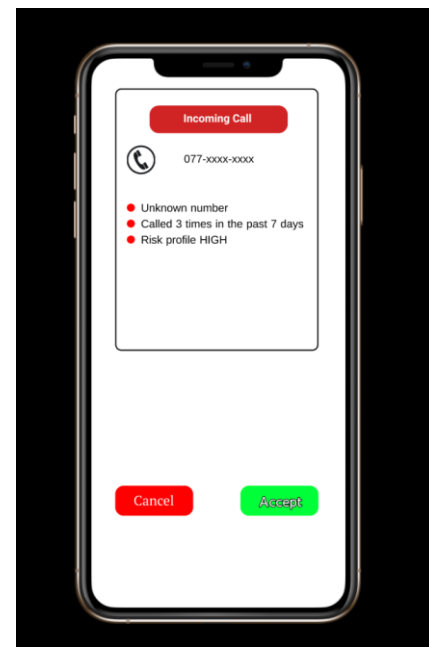 Incoming Call
077-xxxx-xxxx
Unknown number
Called 3 times in the past 7 days
Risk profile HIGH
Cancel
Accept